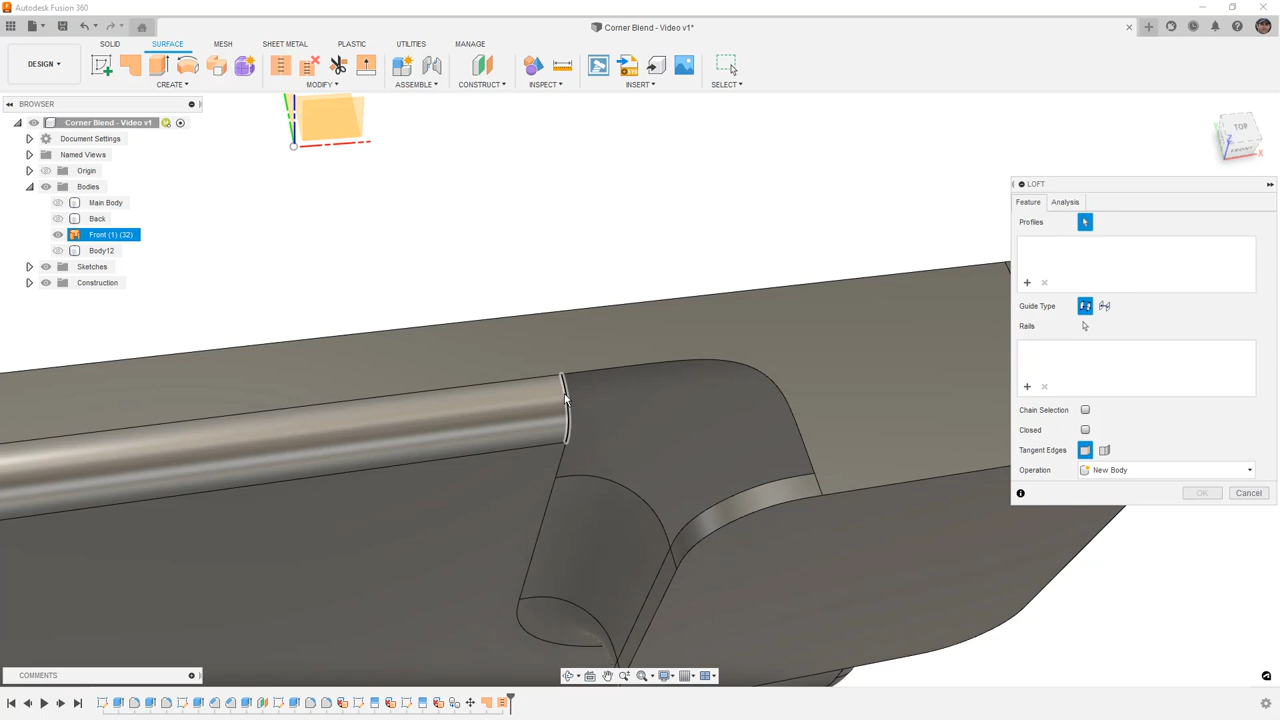 Autodesk Fusion 360
Corner Blend - Video v1*
DESIGN
SOLID SURFACE MESH SHEET METAL PLASTIC UTILITIES MANAGE
CREATE MODIFY ASSEMBLE CONSTRUCT INSPECT INSERT SELECT
BROWSER
Corner Blend - Video v1
Document Settings
Named Views
Origin
Bodies
Main Body
Back
Front (1) (32)
Body12
Sketches
Construction
TOP
FRONT
Z
X
LOFT
Feature Analysis
Profiles
Guide Type
Rails
Chain Selection
Closed
Tangent Edges
Operation New Body
OK Cancel
COMMENTS